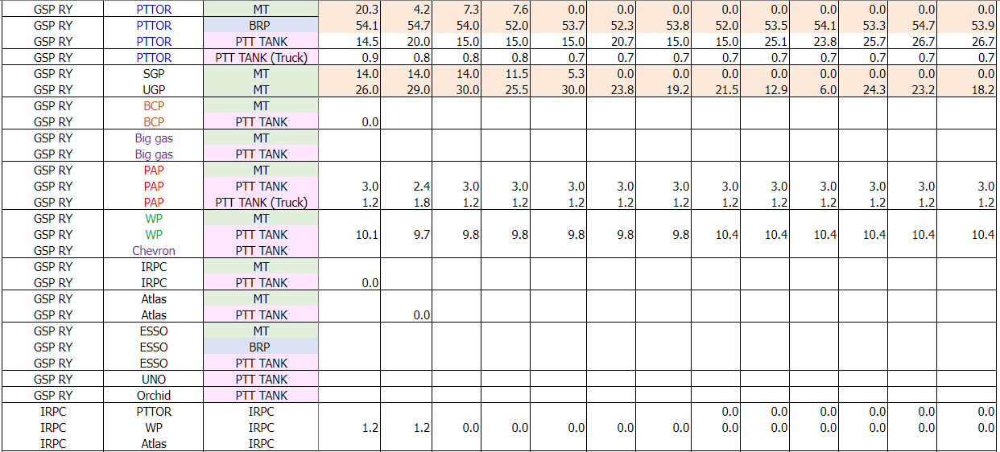 GSP RY PTTOR MT 20.3 4.2 7.3 7.6 0.0 0.0 0.0 0.0 0.0 0.0 0.0 0.0 0.0
GSP RY PTTOR BRP 54.1 54.7 54.0 52.0 53.7 52.3 53.8 52.0 53.5 54.1 53.3 54.7 53.9
GSP RY PTTOR PTT TANK 14.5 20.0 15.0 15.0 15.0 20.7 15.0 15.0 25.1 23.8 25.7 26.7 26.7
GSP RY PTTOR PTT TANK (Truck) 0.9 0.8 0.8 0.8 0.7 0.7 0.7 0.7 0.7 0.7 0.7 0.7 0.7
GSP RY SGP MT 14.0 14.0 14.0 11.5 5.3 0.0 0.0 0.0 0.0 0.0 0.0 0.0 0.0
GSP RY UGP MT 26.0 29.0 30.0 25.5 30.0 23.8 19.2 21.5 12.9 6.0 24.3 23.2 18.2
GSP RY BCP MT
GSP RY BCP PTT TANK 0.0
GSP RY Big gas MT
GSP RY Big gas PTT TANK
GSP RY PAP MT
GSP RY PAP PTT TANK 3.0 2.4 3.0 3.0 3.0 3.0 3.0 3.0 3.0 3.0 3.0 3.0 3.0
GSP RY PAP PTT TANK (Truck) 1.2 1.8 1.2 1.2 1.2 1.2 1.2 1.2 1.2 1.2 1.2 1.2 1.2
GSP RY WP MT
GSP RY WP PTT TANK 10.1 9.7 9.8 9.8 9.8 9.8 9.8 10.4 10.4 10.4 10.4 10.4 10.4
GSP RY Chevron PTT TANK
GSP RY IRPC MT
GSP RY IRPC PTT TANK 0.0
GSP RY Atlas MT
GSP RY Atlas PTT TANK 0.0
GSP RY ESSO MT
GSP RY ESSO BRP
GSP RY ESSO PTT TANK
GSP RY UNO PTT TANK
GSP RY Orchid PTT TANK
IRPC PTTOR IRPC 0.0 0.0 0.0 0.0 0.0 0.0
IRPC WP IRPC 1.2 1.2 0.0 0.0 0.0 0.0 0.0 0.0 0.0 0.0 0.0 0.0 0.0
IRPC Atlas IRPC